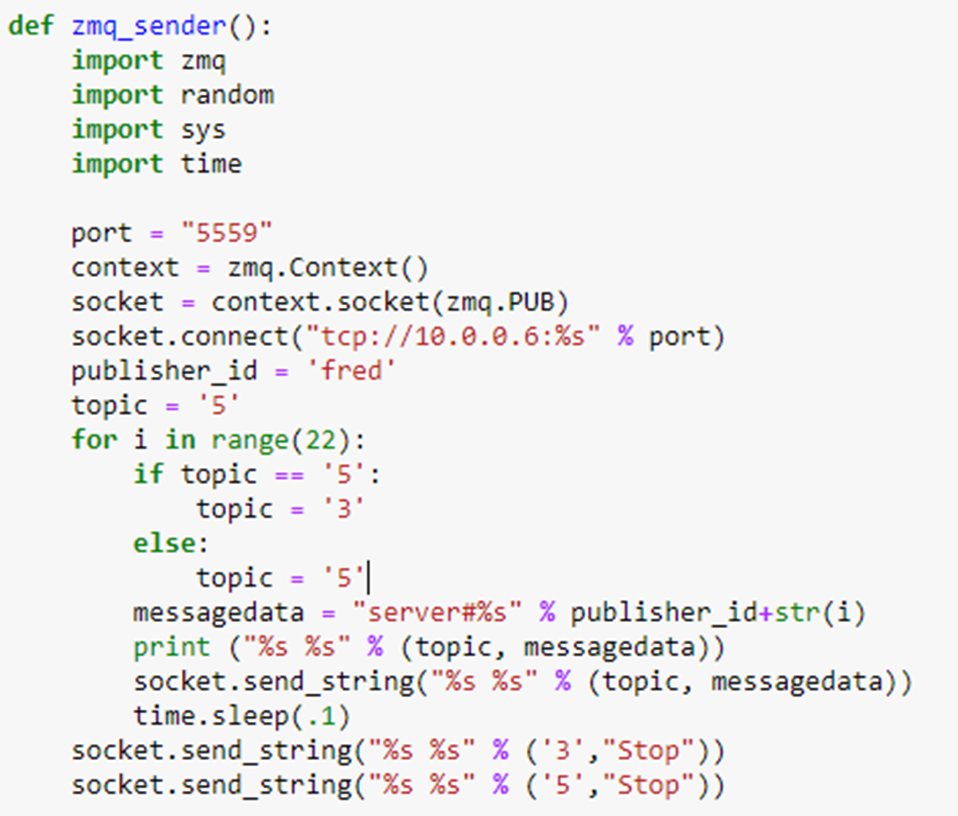 def zmq_sender():
    import zmq
    import random
    import sys
    import time

    port = "5559"
    context = zmq.Context()
    socket = context.socket(zmq.PUB)
    socket.connect("tcp://10.0.0.6:%s" % port)
    publisher_id = 'fred'
    topic = '5'
    for i in range(22):
        if topic == '5':
            topic = '3'
        else:
            topic = '5'
        messagedata = "server#%s" % publisher_id+str(i)
        print ("%s %s" % (topic, messagedata))
        socket.send_string("%s %s" % (topic, messagedata))
        time.sleep(.1)
    socket.send_string("%s %s" % ('3',"Stop"))
    socket.send_string("%s %s" % ('5',"Stop"))